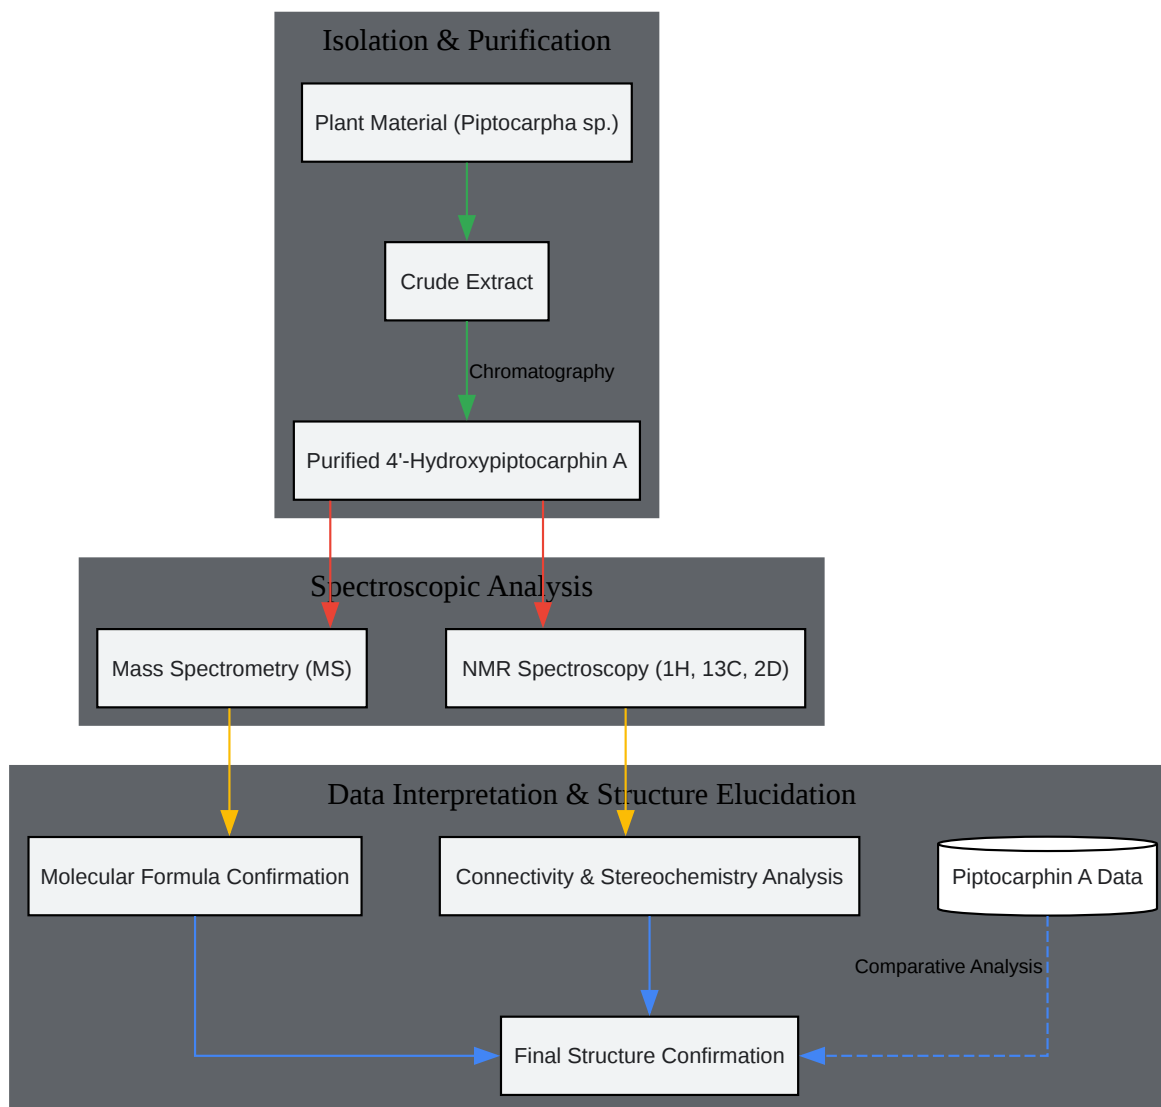 Isolation & Purification
Plant Material (Piptocarpha sp.)
Crude Extract
Chromatography
Purified 4'-Hydroxypiptocarphin A
Spectroscopic Analysis
Mass Spectrometry (MS)
NMR Spectroscopy (1H, 13C, 2D)
Data Interpretation & Structure Elucidation
Molecular Formula Confirmation
Connectivity & Stereochemistry Analysis
Piptocarphin A Data
Comparative Analysis
Final Structure Confirmation